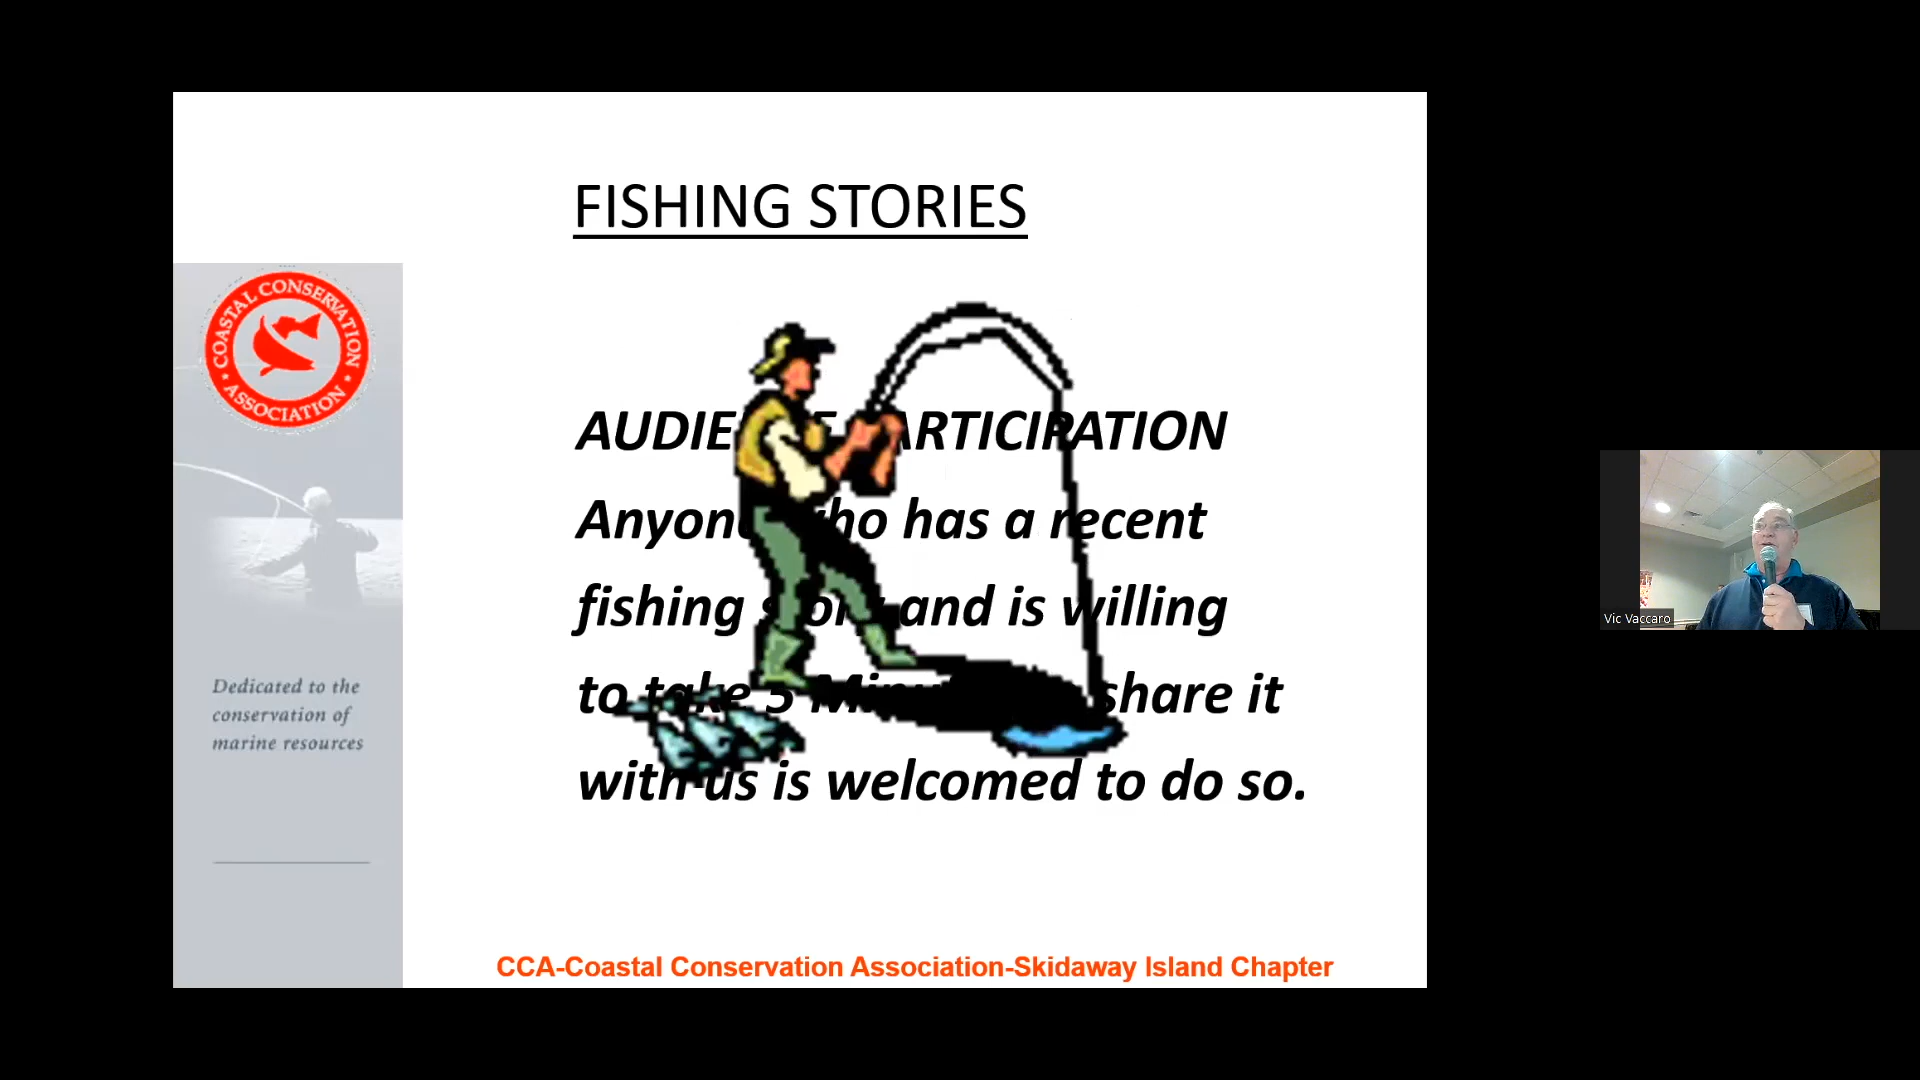 FISHING STORIES
COASTAL CONSERVATION
ASSOCIATION
AUDIENCE PARTICIPATION
Anyone who has a recent
fishing story and is willing
to take 5 Minutes share it
with us is welcomed to do so.
Dedicated to the
conservation of
marine resources
CCA-Coastal Conservation Association-Skidaway Island Chapter
Vic Vaccaro